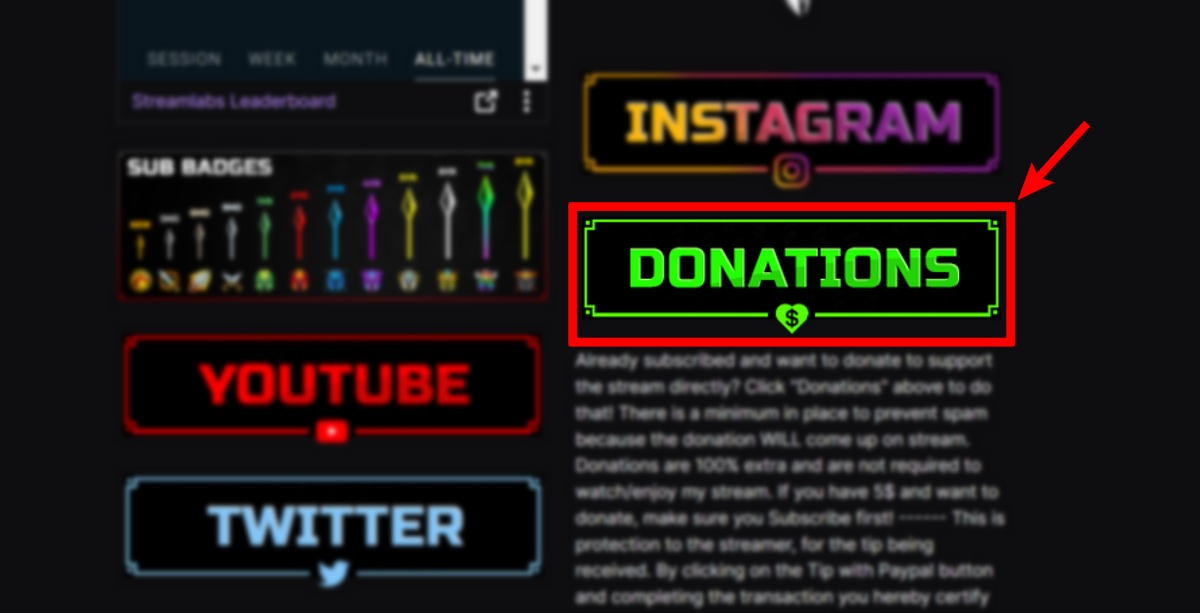 SESSION WEEK MONTH ALL-TIME
Streamlabs Leaderboard
SUB BADGES
YOUTUBE
TWITTER
INSTAGRAM
DONATIONS
$
Already subscribed and want to donate to support
the stream directly? Click "Donations" above to do
that! There is a minimum in place to prevent spam
because the donation WILL come up on stream.
Donations are 100% extra and are not required to
watch/enjoy my stream. If you have 5$ and want to
donate, make sure you Subscribe first! ------ This is
protection to the streamer, for the tip being
received. By clicking on the Tip with Paypal button
and completing the transaction you hereby certify